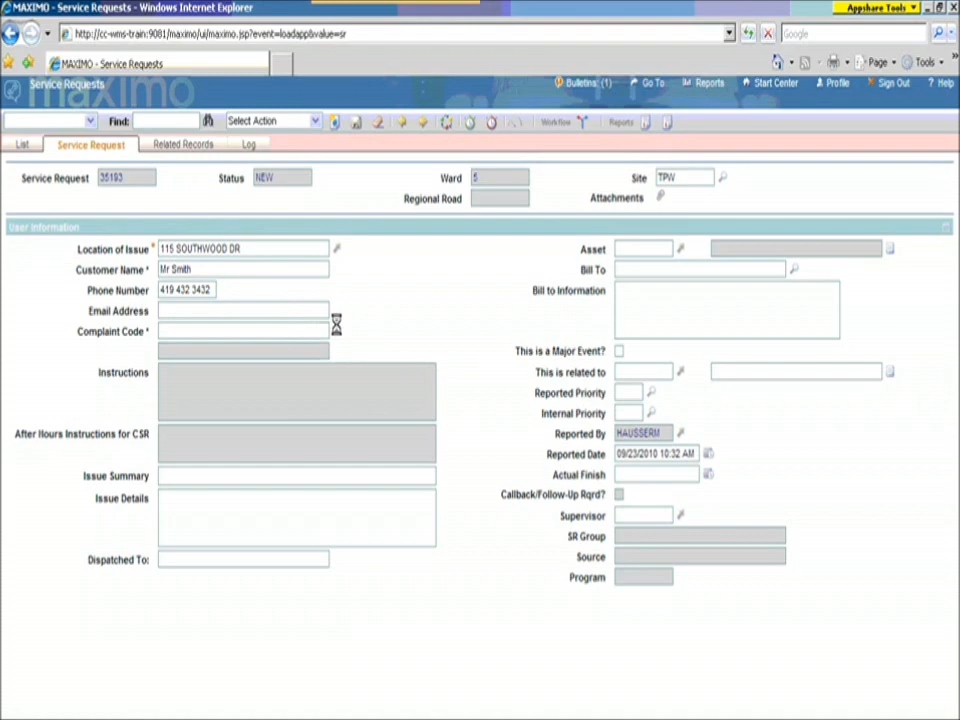 MAXIMO - Service Requests - Windows Internet Explorer
Appshare Tools
http://cc-wms-train:9081/maximo/ui/maximo.jsp?event=loadapp&value=sr
Google
MAXIMO - Service Requests
Page
Tools
Service Requests
maximo
Bulletins: (1)
Go To
Reports
Start Center
Profile
Sign Out
? Help
Find:
Select Action
Workflow
Reports
List
Service Request
Related Records
Log
Service Request 35193
Status NEW
Ward 5
Site TPW
Regional Road
Attachments
User Information
Location of Issue * 115 SOUTHWOOD DR
Asset
Customer Name * Mr Smith
Bill To
Phone Number 419 432 3432
Bill to Information
Email Address
Complaint Code *
This is a Major Event?
Instructions
This is related to
Reported Priority
Internal Priority
After Hours Instructions for CSR
Reported By HAUSSERM
Reported Date 09/23/2010 10:32 AM
Issue Summary
Actual Finish
Issue Details
Callback/Follow-Up Rqrd?
Supervisor
SR Group
Dispatched To:
Source
Program